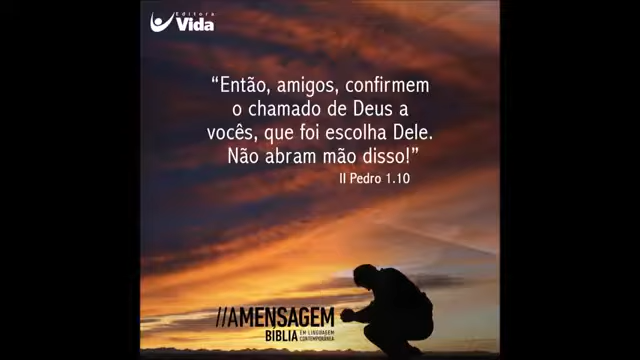 Editora
Vida
“Então, amigos, confirmem
o chamado de Deus a
vocês, que foi escolha Dele.
Não abram mão disso!”
II Pedro 1.10
//AMENSAGEM
BÍBLIA EM LINGUAGEM
CONTEMPORÂNEA